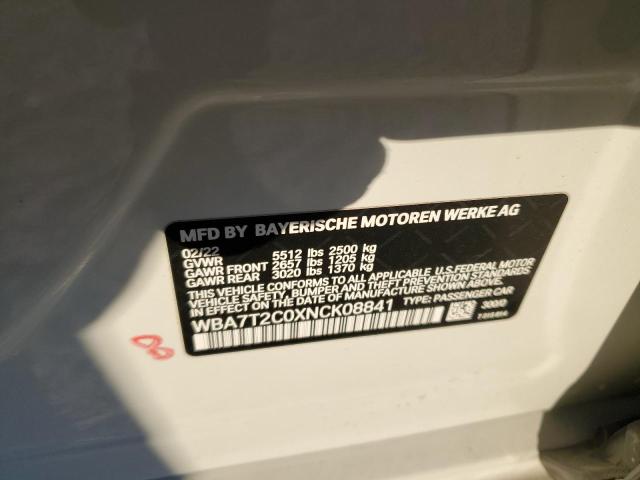 MFD BY BAYERISCHE MOTOREN WERKE AG
02/22
GVWR 5512 lbs 2500 kg
GAWR FRONT 2657 lbs 1205 kg
GAWR REAR 3020 lbs 1370 kg
THIS VEHICLE CONFORMS TO ALL APPLICABLE U.S. FEDERAL MOTOR
VEHICLE SAFETY, BUMPER, AND THEFT PREVENTION STANDARDS
IN EFFECT ON THE DATE OF MANUFACTURE SHOWN ABOVE.
WBA7T2C0XNCK08841 TYPE: PASSENGER CAR
300/0